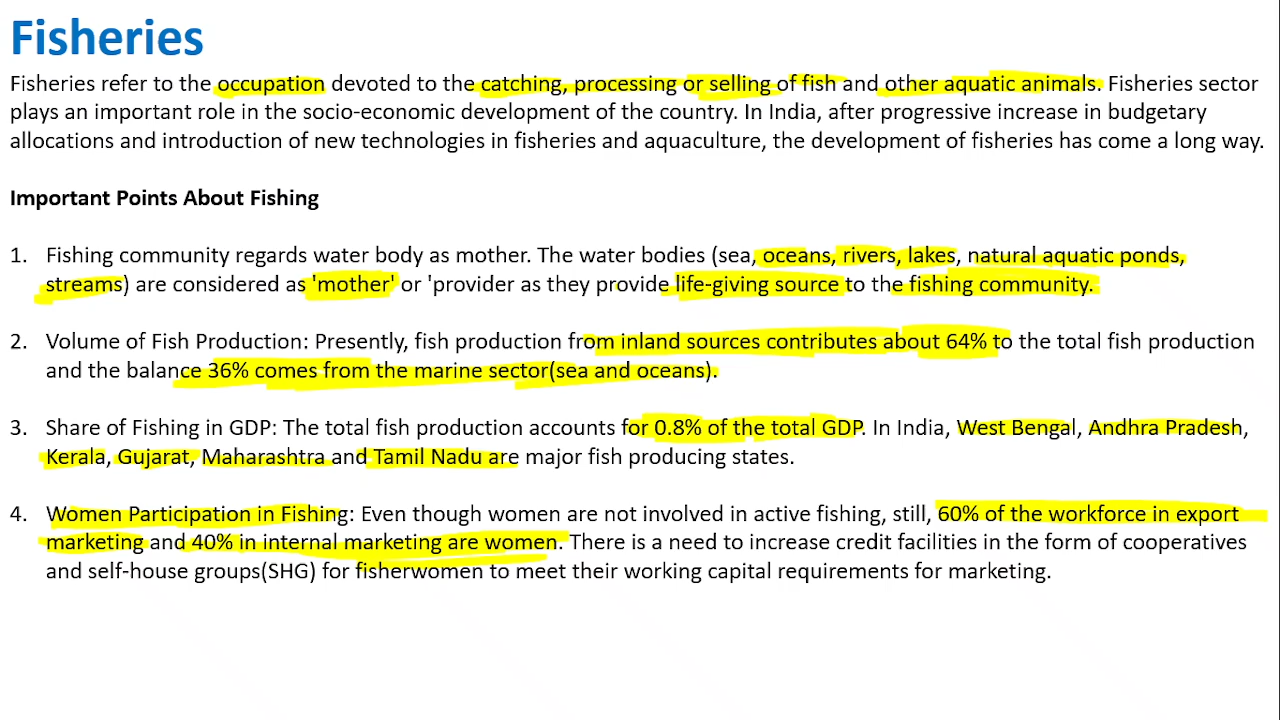 Fisheries
Fisheries refer to the occupation devoted to the catching, processing or selling of fish and other aquatic animals. Fisheries sector
plays an important role in the socio-economic development of the country. In India, after progressive increase in budgetary
allocations and introduction of new technologies in fisheries and aquaculture, the development of fisheries has come a long way.
Important Points About Fishing
1. Fishing community regards water body as mother. The water bodies (sea, oceans, rivers, lakes, natural aquatic ponds,
streams) are considered as 'mother' or 'provider as they provide life-giving source to the fishing community.
2. Volume of Fish Production: Presently, fish production from inland sources contributes about 64% to the total fish production
and the balance 36% comes from the marine sector(sea and oceans).
3. Share of Fishing in GDP: The total fish production accounts for 0.8% of the total GDP. In India, West Bengal, Andhra Pradesh,
Kerala, Gujarat, Maharashtra and Tamil Nadu are major fish producing states.
4. Women Participation in Fishing: Even though women are not involved in active fishing, still, 60% of the workforce in export
marketing and 40% in internal marketing are women. There is a need to increase credit facilities in the form of cooperatives
and self-house groups(SHG) for fisherwomen to meet their working capital requirements for marketing.